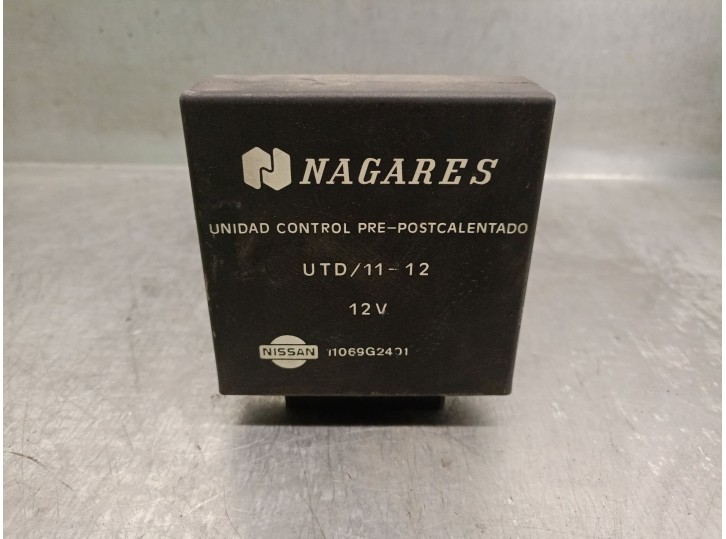 NAGARES
UNIDAD CONTROL PRE-POSTCALENTADO
UTD/11-12
12V
NISSAN 11069G2401